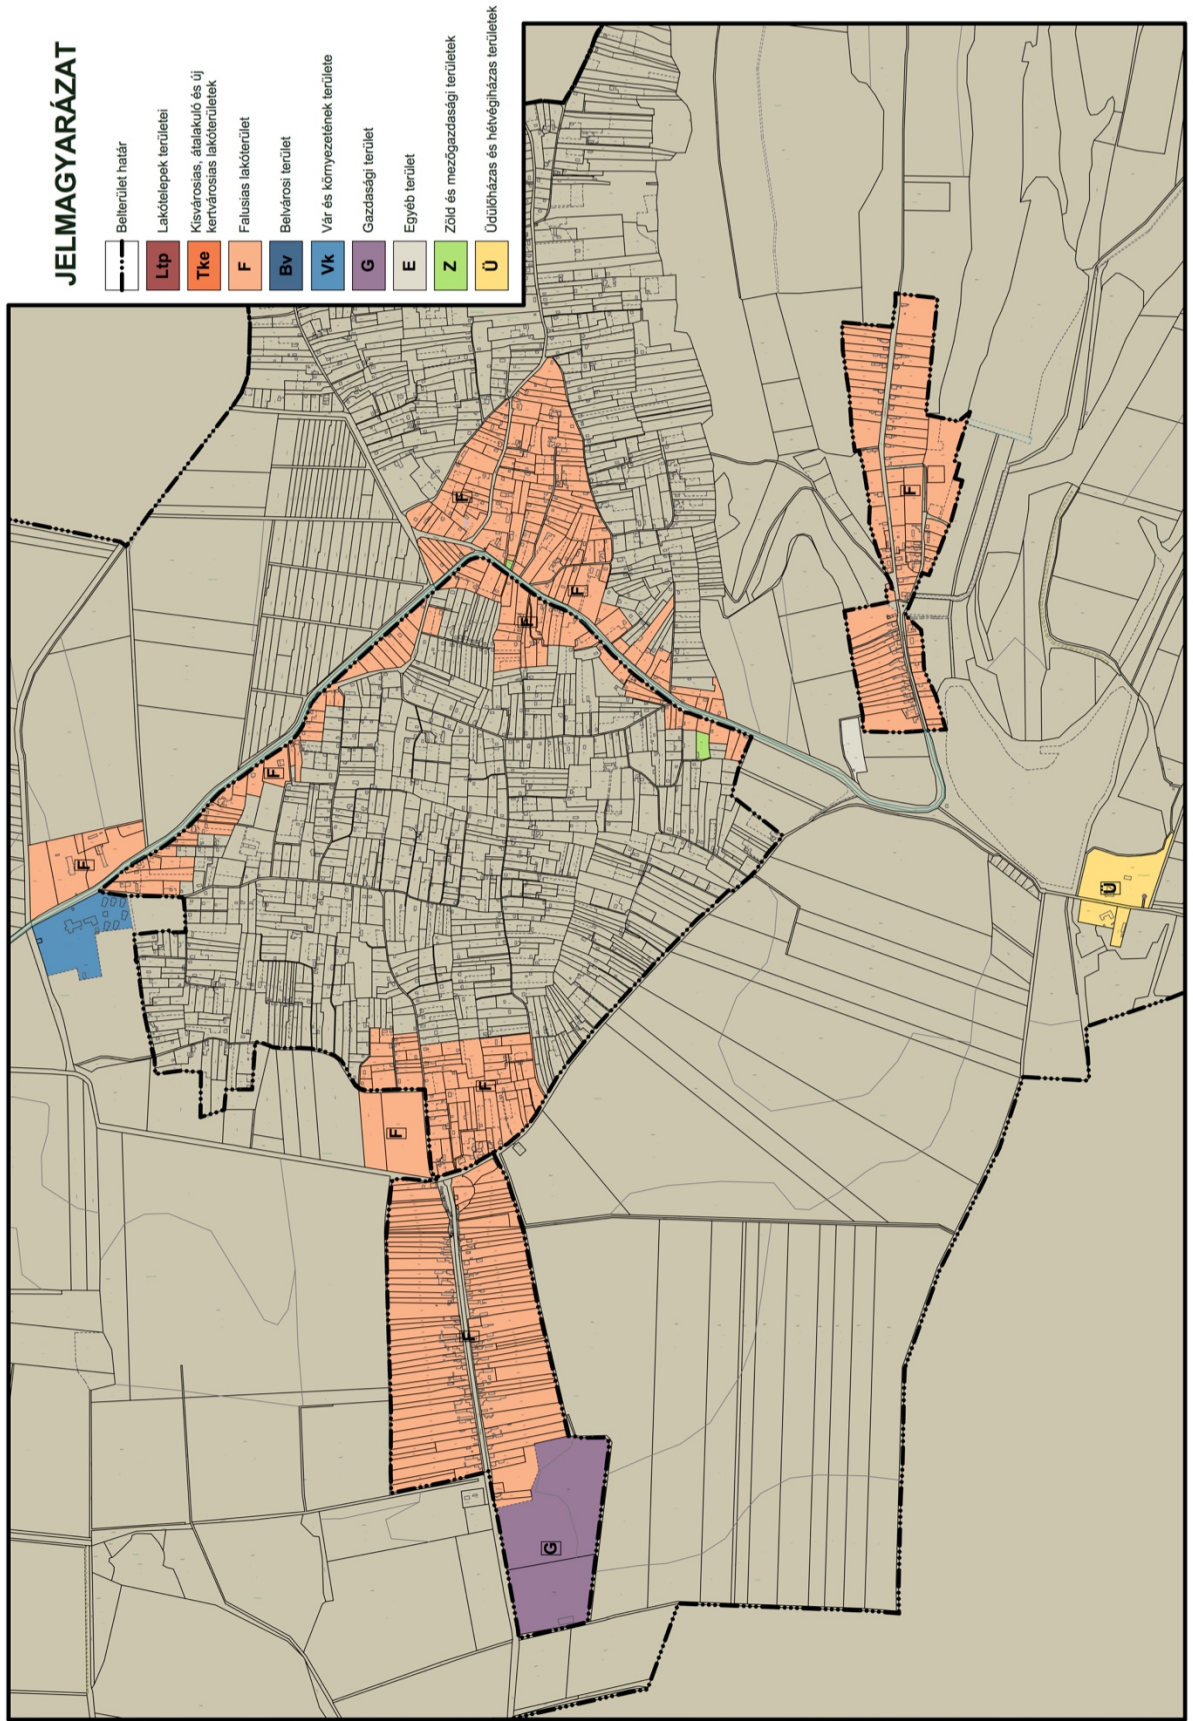 JELMAGYARÁZAT
Belterület határ
Ltp
Lakótelepek területei
Tke
Kisvárosias, átalakuló és új
kertvárosias lakóterületek
F
Falusias lakóterület
Bv
Belvárosi terület
Vk
Vár és környezetének területe
G
Gazdasági terület
E
Egyéb terület
Z
Zöld és mezőgazdasági területek
Ü
Üdülőházas és hétvégiházas területek
F
F
F
F
F
F
F
F
F
G
Ü